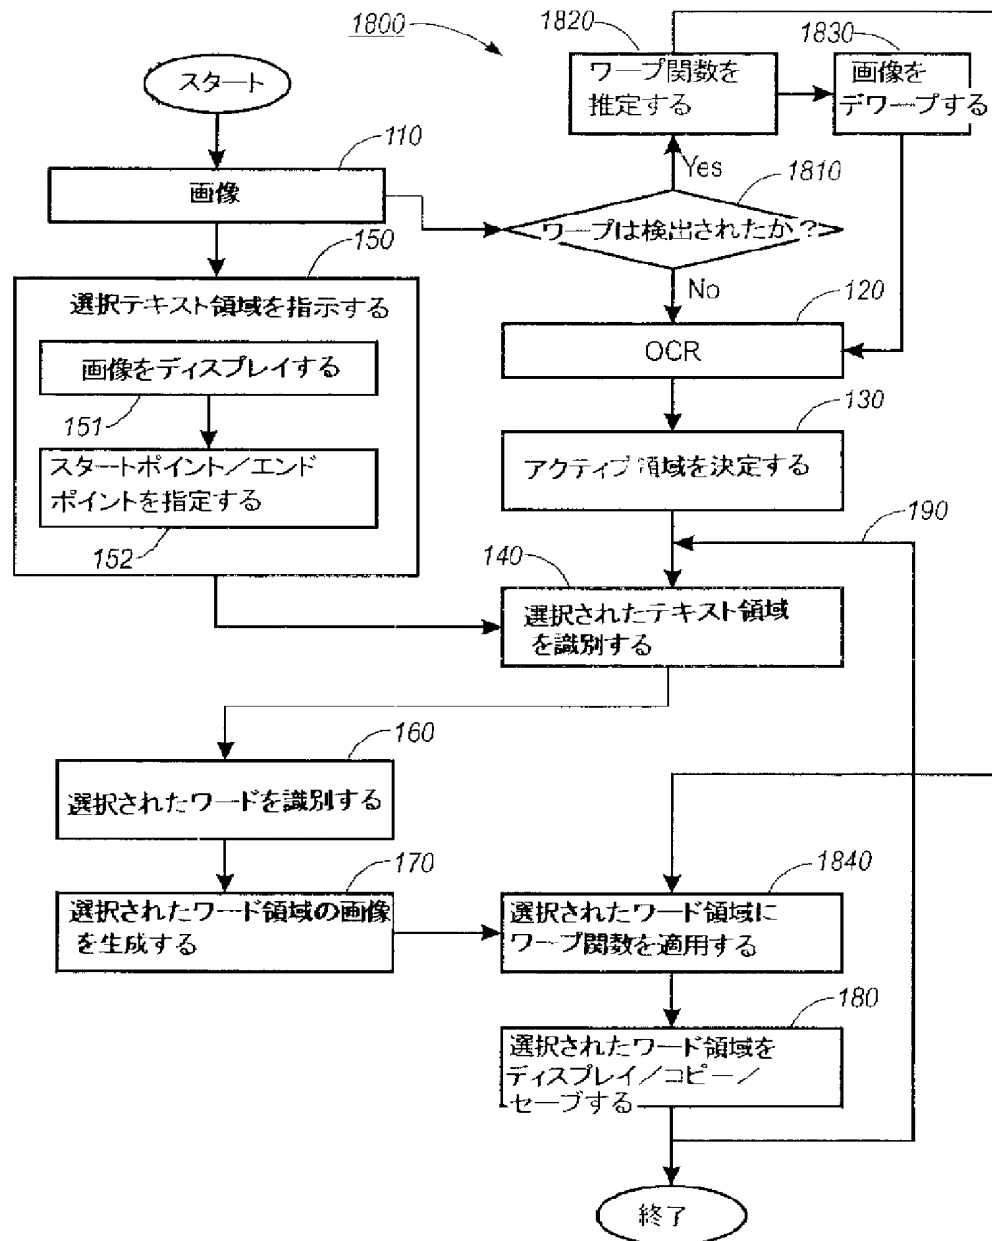 1800
スタート
110
画像
1820
ワープ関数を
推定する
1830
画像を
デワープする
Yes
1810
ワープは検出されたか?
No
150
選択テキスト領域を指示する
画像をディスプレイする
151
スタートポイント/エンド
ポイントを指定する
152
120
OCR
130
アクティブ領域を決定する
190
140
選択されたテキスト領域
を識別する
160
選択されたワードを識別する
170
選択されたワード領域の画像
を生成する
1840
選択されたワード領域に
ワープ関数を適用する
180
選択されたワード領域を
ディスプレイ/コピー/
セーブする
終了